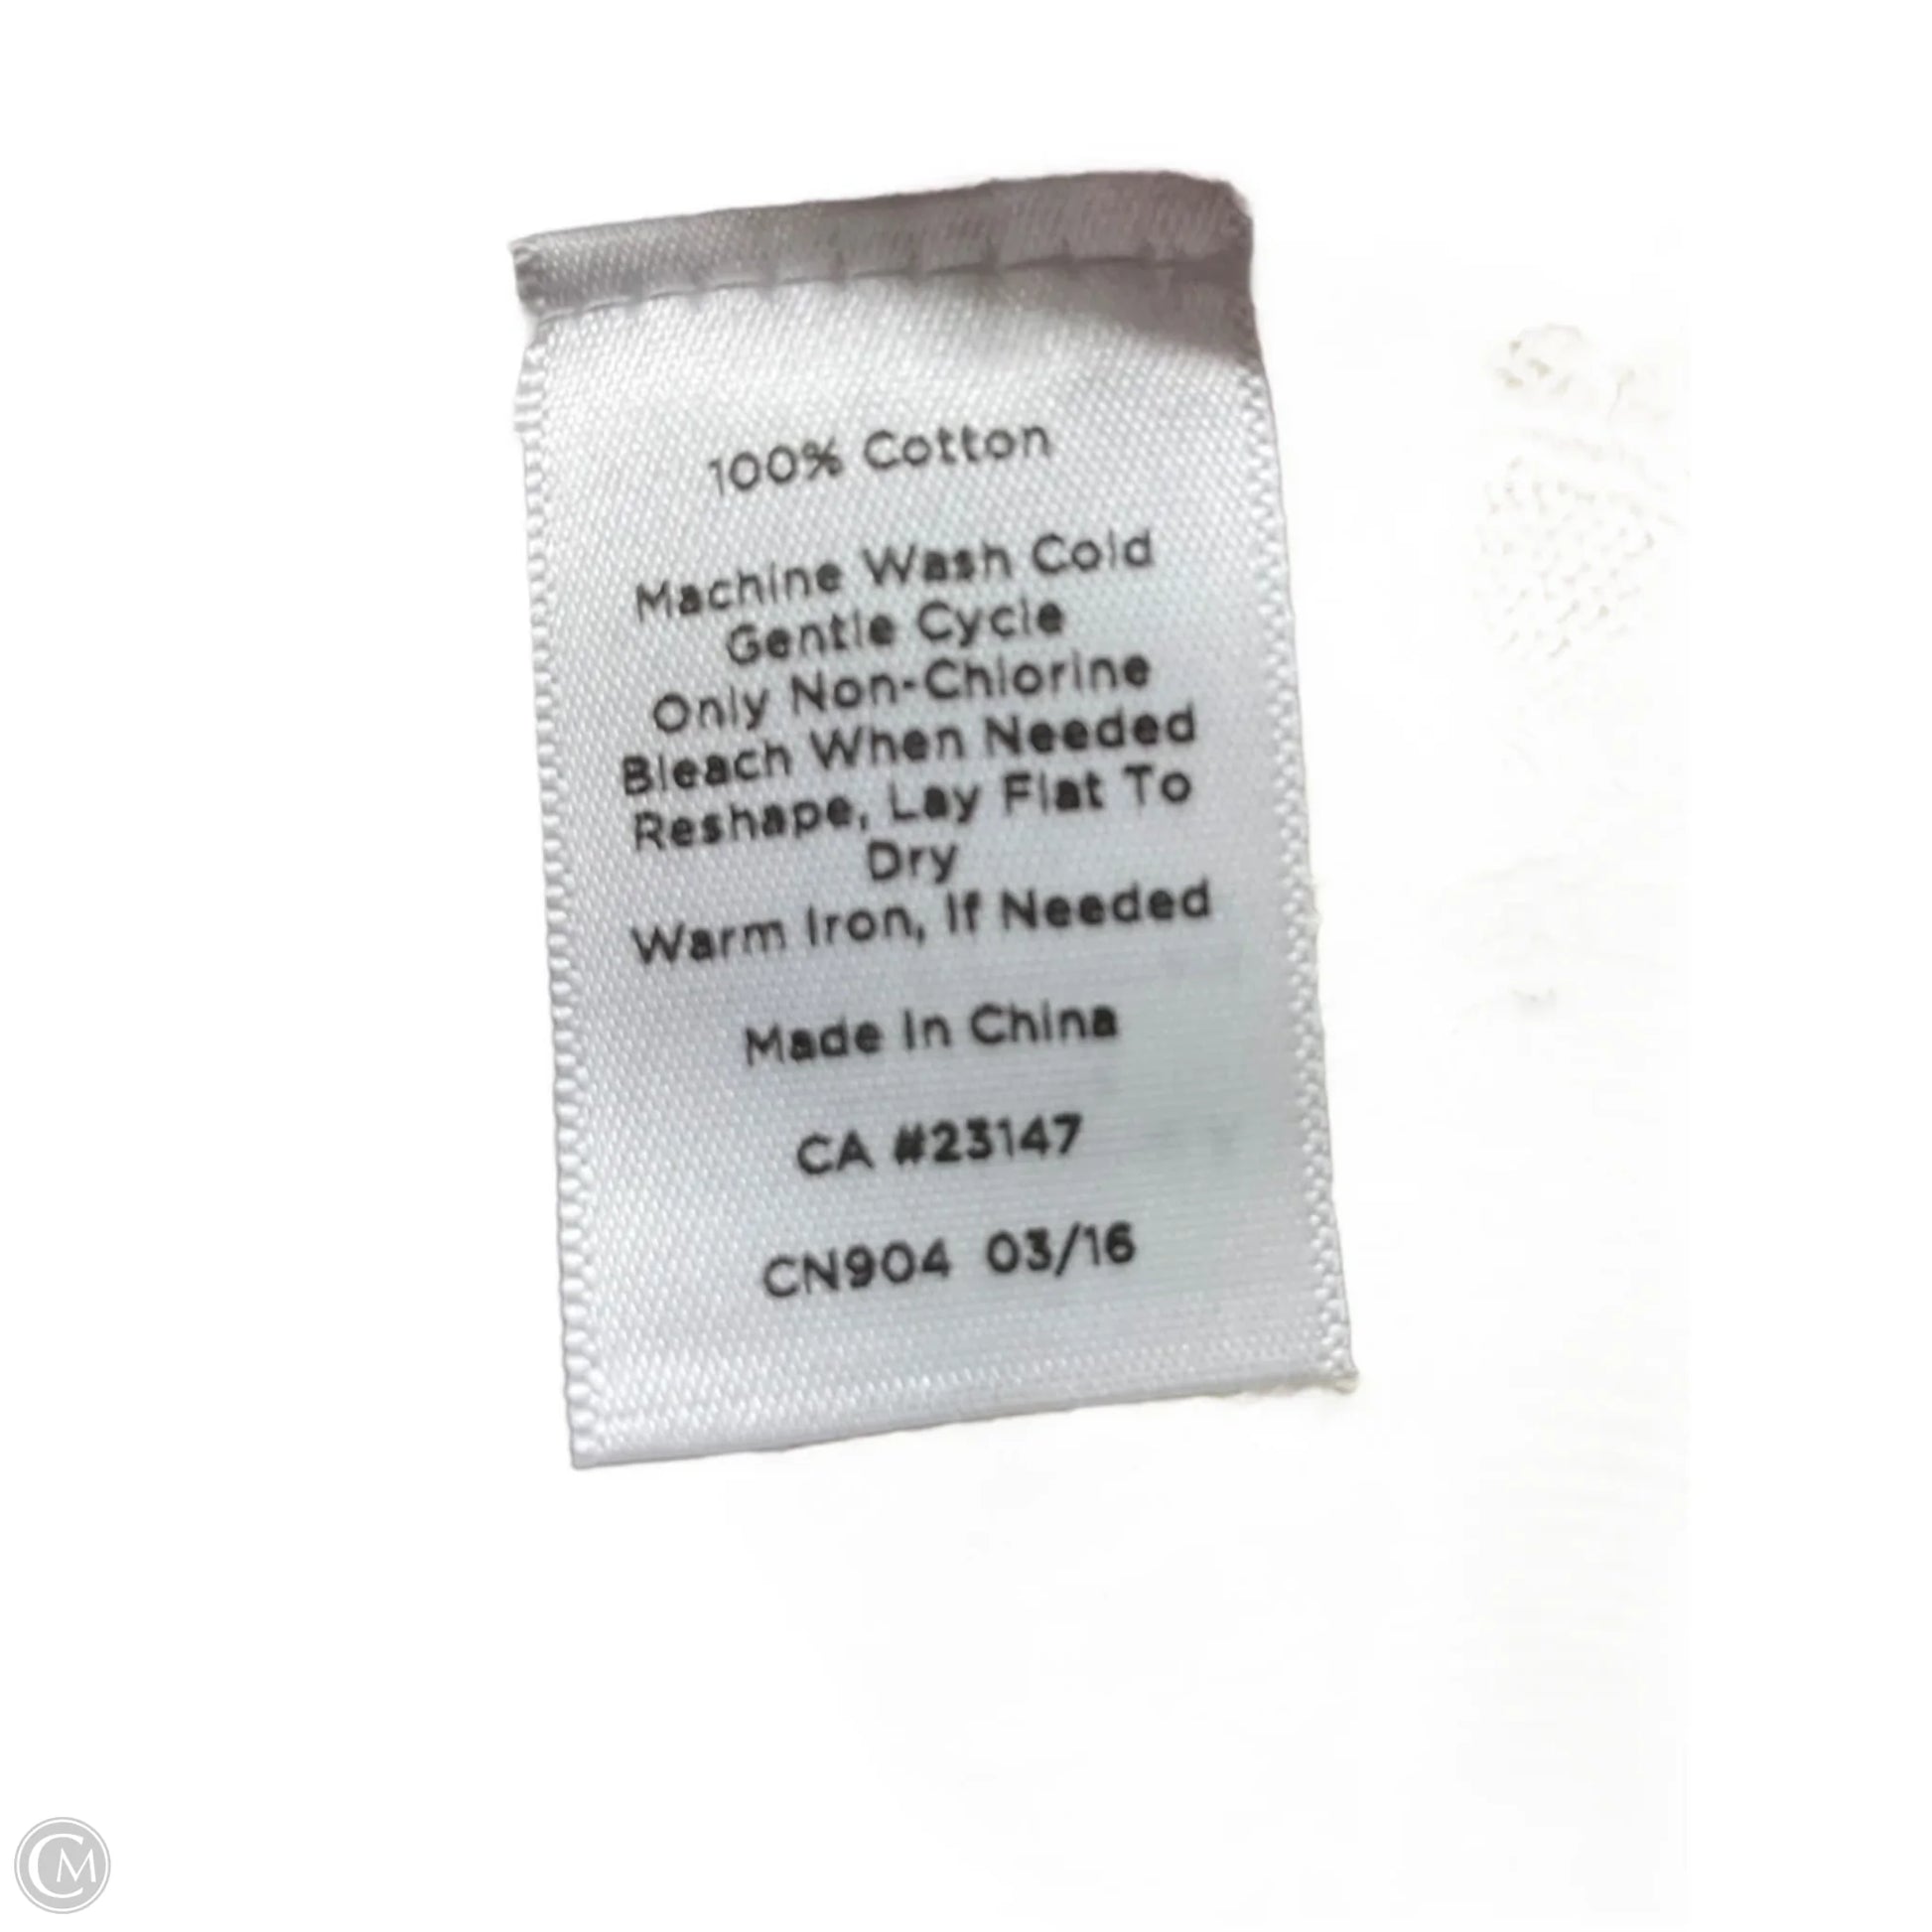 100% Cotton
Machine Wash Cold
Gentle Cycle
Only Non-Chlorine
Bleach When Needed
Reshape, Lay Flat To
Dry
Warm Iron, If Needed
Made In China
CA #23147
CN904 03/16
CM